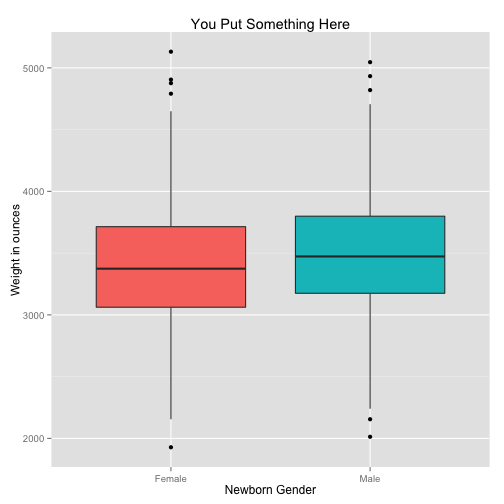 You Put Something Here
5000
4000
3000
2000
Weight in ounces
Female Male
Newborn Gender